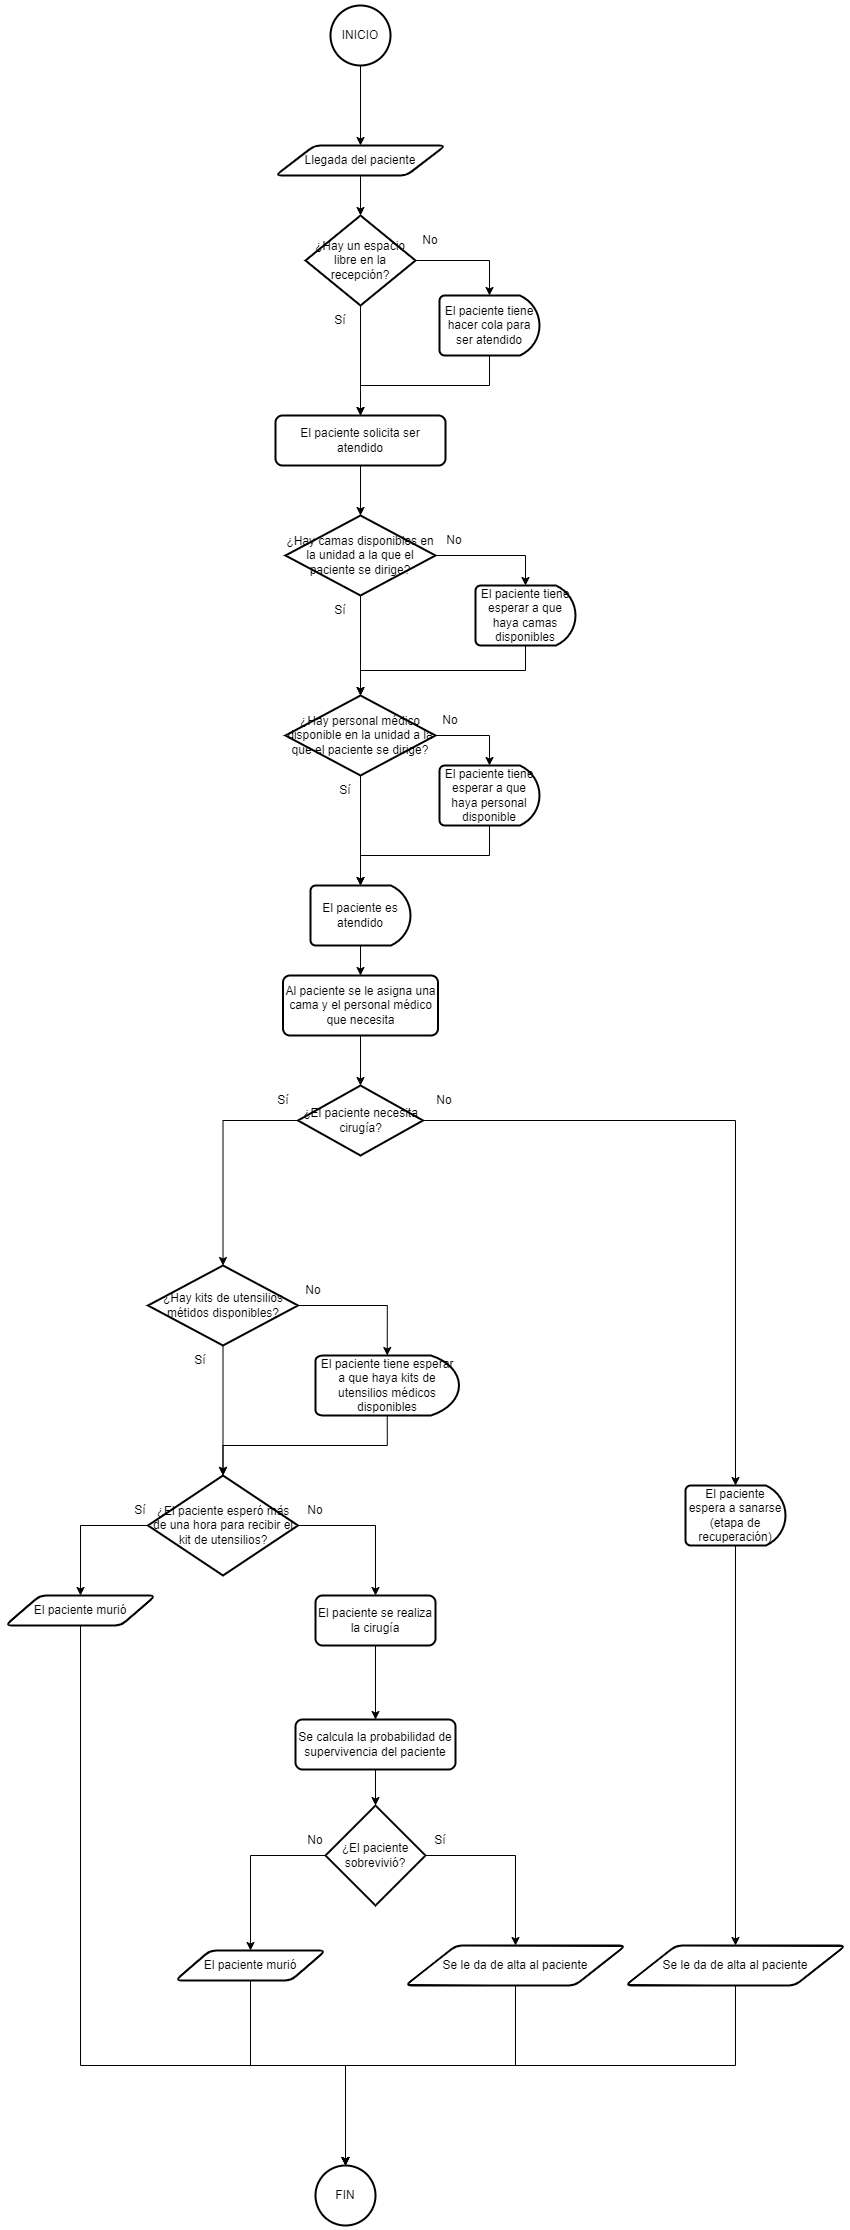 INICIO
Llegada del paciente
¿Hay un espacio
libre en la
recepción?
No
El paciente tiene
hacer cola para
ser atendido
Sí
El paciente solicita ser
atendido
¿Hay camas disponibles en
la unidad a la que el
paciente se dirige?
No
El paciente tiene
esperar a que
haya camas
disponibles
Sí
¿Hay personal médico
disponible en la unidad a la
que el paciente se dirige?
No
El paciente tiene
esperar a que
haya personal
disponible
Sí
El paciente es
atendido
Al paciente se le asigna una
cama y el personal médico
que necesita
Sí
¿El paciente necesita
cirugía?
No
¿Hay kits de utensilios
métidos disponibles?
No
El paciente tiene esperar
a que haya kits de
utensilios médicos
disponibles
Sí
Sí
¿El paciente esperó más
de una hora para recibir el
kit de utensilios?
No
El paciente
espera a sanarse
(etapa de
recuperación)
El paciente murió
El paciente se realiza
la cirugía
Se calcula la probabilidad de
supervivencia del paciente
No
¿El paciente
sobrevivió?
Sí
El paciente murió
Se le da de alta al paciente
Se le da de alta al paciente
FIN